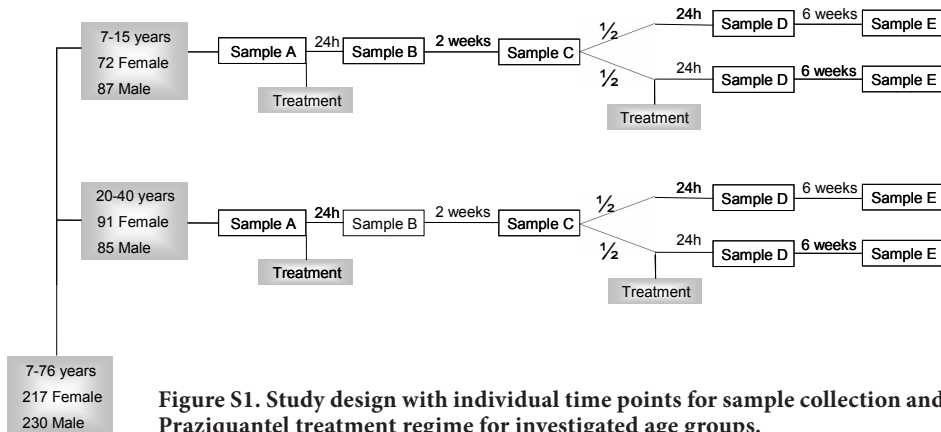 7-15 years
72 Female
87 Male
Sample A
24h
Sample B
2 weeks
Sample C
½
24h
Sample D
6 weeks
Sample E
Treatment
½
24h
Sample D
6 weeks
Sample E
Treatment
20-40 years
91 Female
85 Male
Sample A
24h
Sample B
2 weeks
Sample C
½
24h
Sample D
6 weeks
Sample E
Treatment
½
24h
Sample D
6 weeks
Sample E
Treatment
7-76 years
217 Female
230 Male
Figure S1. Study design with individual time points for sample collection and
Praziquantel treatment regime for investigated age groups.